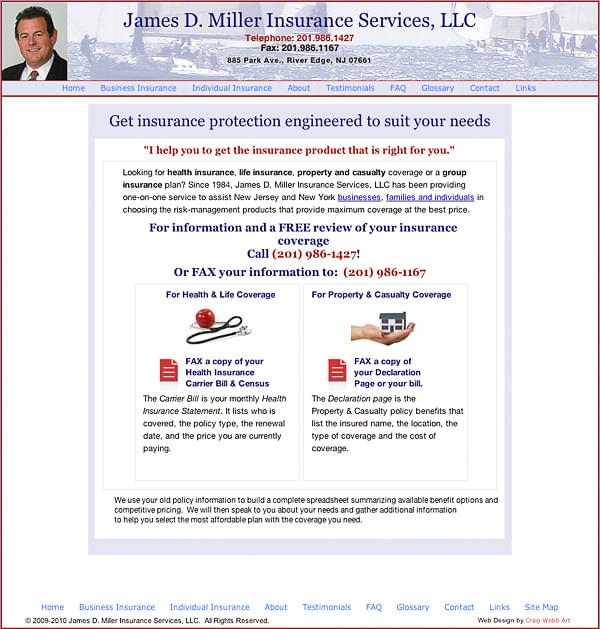 James D. Miller Insurance Services, LLC
Telephone: 201.986.1427
Fax: 201.986.1167
885 Park Ave., River Edge, NJ 07661
Home Business Insurance Individual Insurance About Testimonials FAQ Glossary Contact Links
Get insurance protection engineered to suit your needs
"I help you to get the insurance product that is right for you."
Looking for health insurance, life insurance, property and casualty coverage or a group
insurance plan? Since 1984, James D. Miller Insurance Services, LLC has been providing
one-on-one service to assist New Jersey and New York businesses, families and individuals in
choosing the risk-management products that provide maximum coverage at the best price.
For information and a FREE review of your insurance
coverage
Call (201) 986-1427!
Or FAX your information to: (201) 986-1167
For Health & Life Coverage
FAX a copy of your
Health Insurance
Carrier Bill & Census
The Carrier Bill is your monthly Health
Insurance Statement. It lists who is
covered, the policy type, the renewal
date, and the price you are currently
paying.
For Property & Casualty Coverage
FAX a copy of
your Declaration
Page or your bill.
The Declaration page is the
Property & Casualty policy benefits that
list the insured name, the location, the
type of coverage and the cost of
coverage.
We use your old policy information to build a complete spreadsheet summarizing available benefit options and
competitive pricing. We will then speak to you about your needs and gather additional information
to help you select the most affordable plan with the coverage you need.
Home Business Insurance Individual Insurance About Testimonials FAQ Glossary Contact Links Site Map
© 2009-2010 James D. Miller Insurance Services, LLC. All Rights Reserved.
Web Design by Craig Webb Art